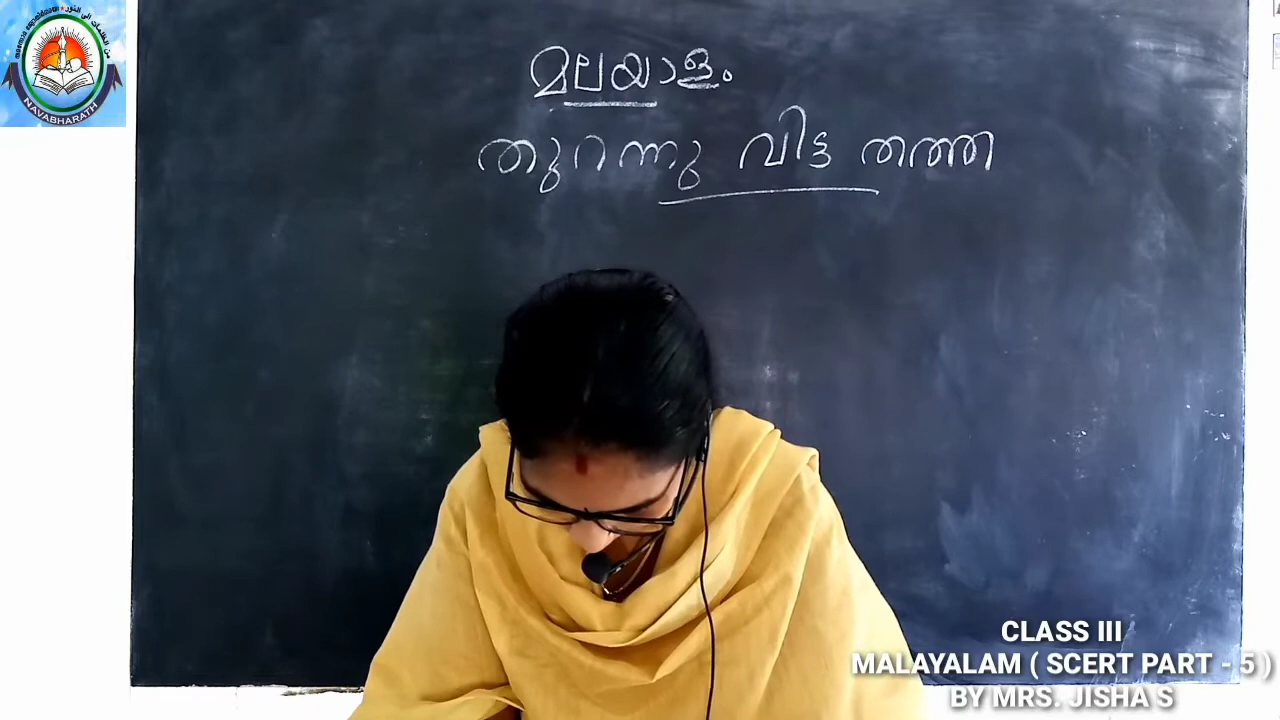 മലയാളം
തുറന്നു വിട്ട തത്ത
NAVABHARATH
CLASS III
MALAYALAM ( SCERT PART - 5 )
BY MRS. JISHA S